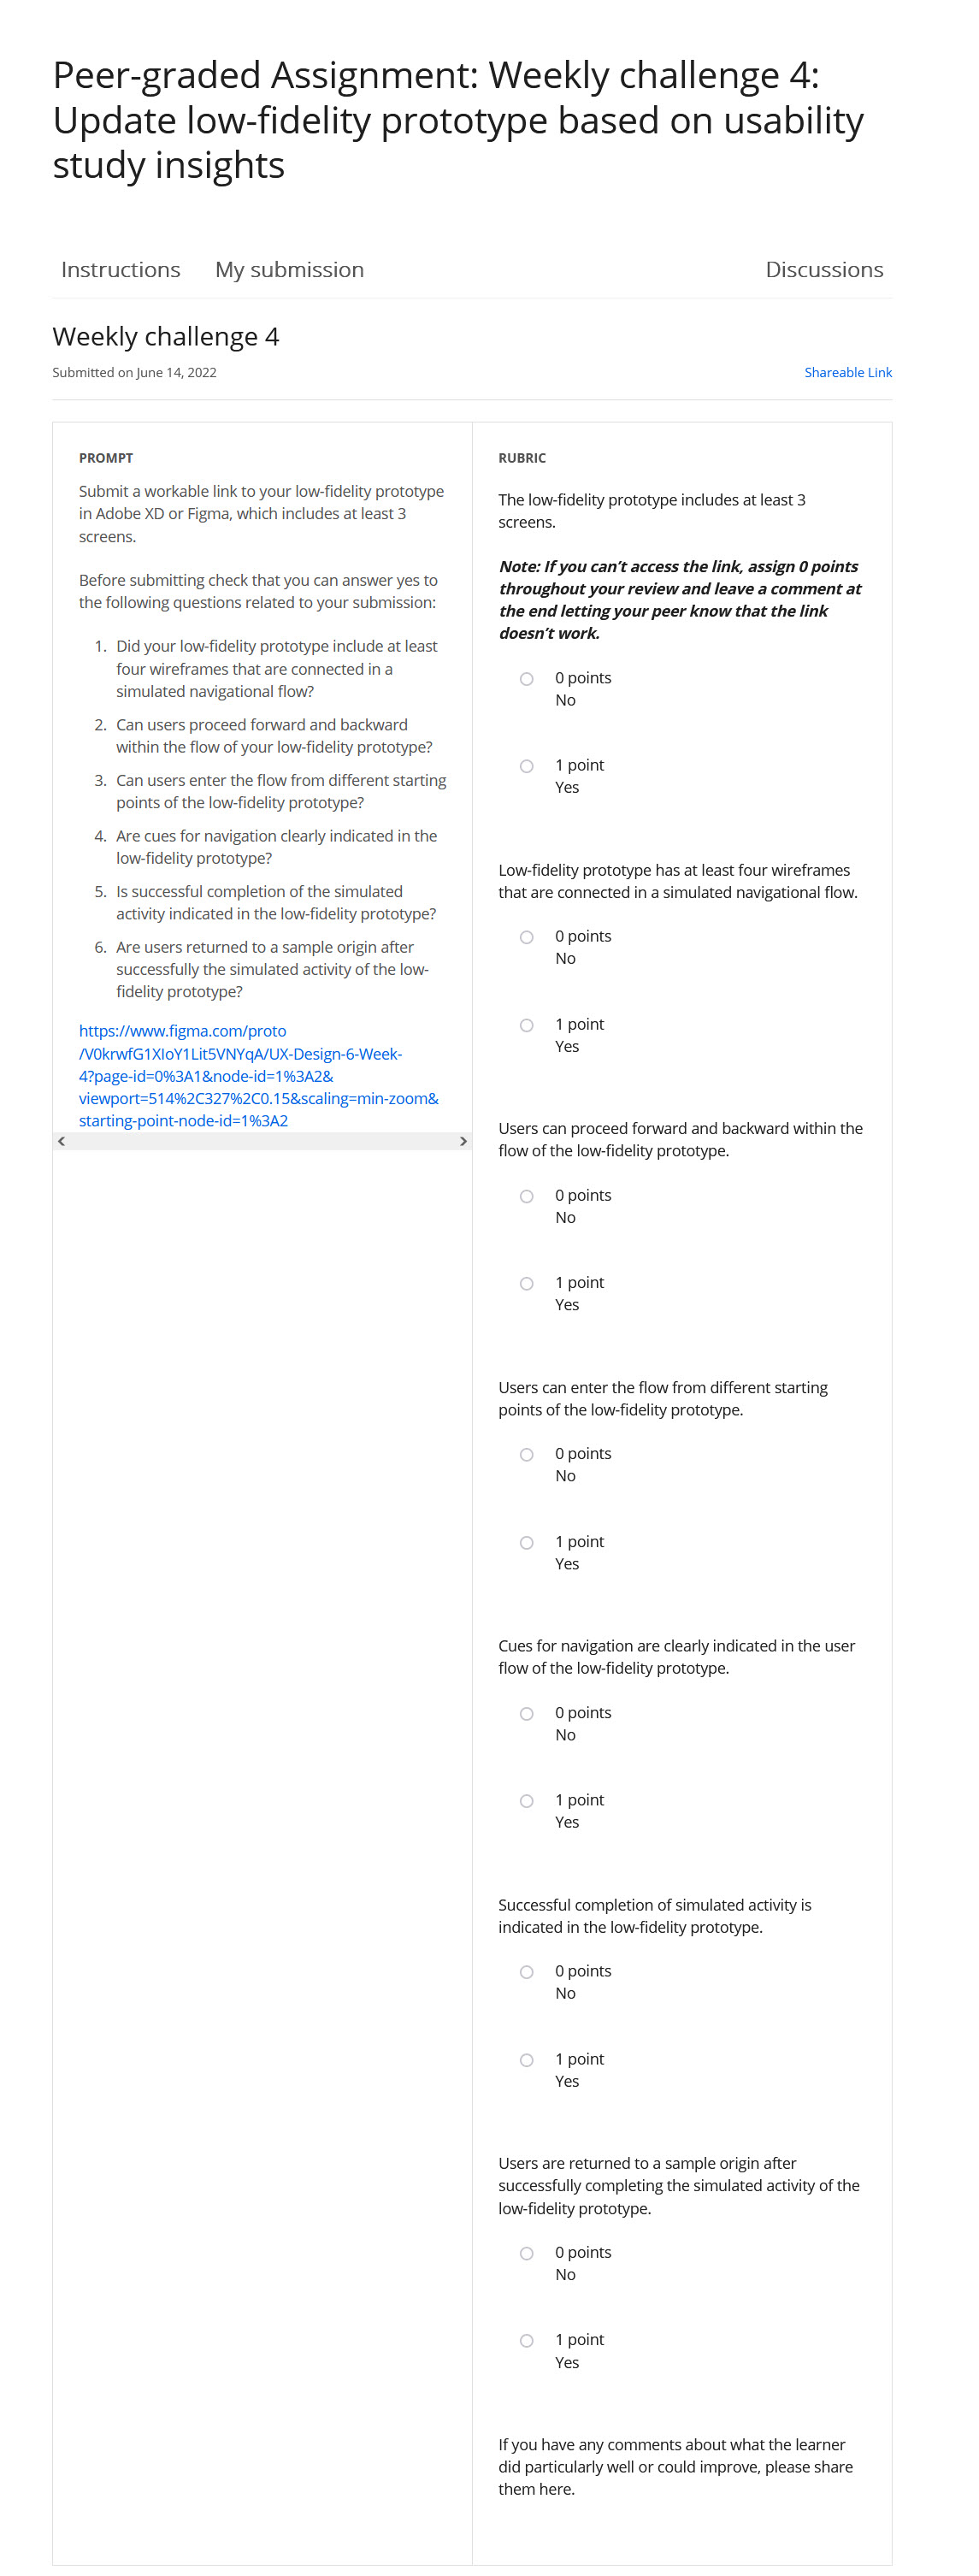 Peer-graded Assignment: Weekly challenge 4:
Update low-fidelity prototype based on usability
study insights
Instructions My submission Discussions
Weekly challenge 4
Submitted on June 14, 2022 Shareable Link
PROMPT
Submit a workable link to your low-fidelity prototype
in Adobe XD or Figma, which includes at least 3
screens.
Before submitting check that you can answer yes to
the following questions related to your submission:
1. Did your low-fidelity prototype include at least
four wireframes that are connected in a
simulated navigational flow?
2. Can users proceed forward and backward
within the flow of your low-fidelity prototype?
3. Can users enter the flow from different starting
points of the low-fidelity prototype?
4. Are cues for navigation clearly indicated in the
low-fidelity prototype?
5. Is successful completion of the simulated
activity indicated in the low-fidelity prototype?
6. Are users returned to a sample origin after
successfully the simulated activity of the low-
fidelity prototype?
https://www.figma.com/proto
/V0krwfG1XIoY1Lit5VNYqA/UX-Design-6-Week-
4?page-id=0%3A1&node-id=1%3A2&
viewport=514%2C327%2C0.15&scaling=min-zoom&
starting-point-node-id=1%3A2
RUBRIC
The low-fidelity prototype includes at least 3
screens.
Note: If you can’t access the link, assign 0 points
throughout your review and leave a comment at
the end letting your peer know that the link
doesn’t work.
0 points
No
1 point
Yes
Low-fidelity prototype has at least four wireframes
that are connected in a simulated navigational flow.
0 points
No
1 point
Yes
Users can proceed forward and backward within the
flow of the low-fidelity prototype.
0 points
No
1 point
Yes
Users can enter the flow from different starting
points of the low-fidelity prototype.
0 points
No
1 point
Yes
Cues for navigation are clearly indicated in the user
flow of the low-fidelity prototype.
0 points
No
1 point
Yes
Successful completion of simulated activity is
indicated in the low-fidelity prototype.
0 points
No
1 point
Yes
Users are returned to a sample origin after
successfully completing the simulated activity of the
low-fidelity prototype.
0 points
No
1 point
Yes
If you have any comments about what the learner
did particularly well or could improve, please share
them here.